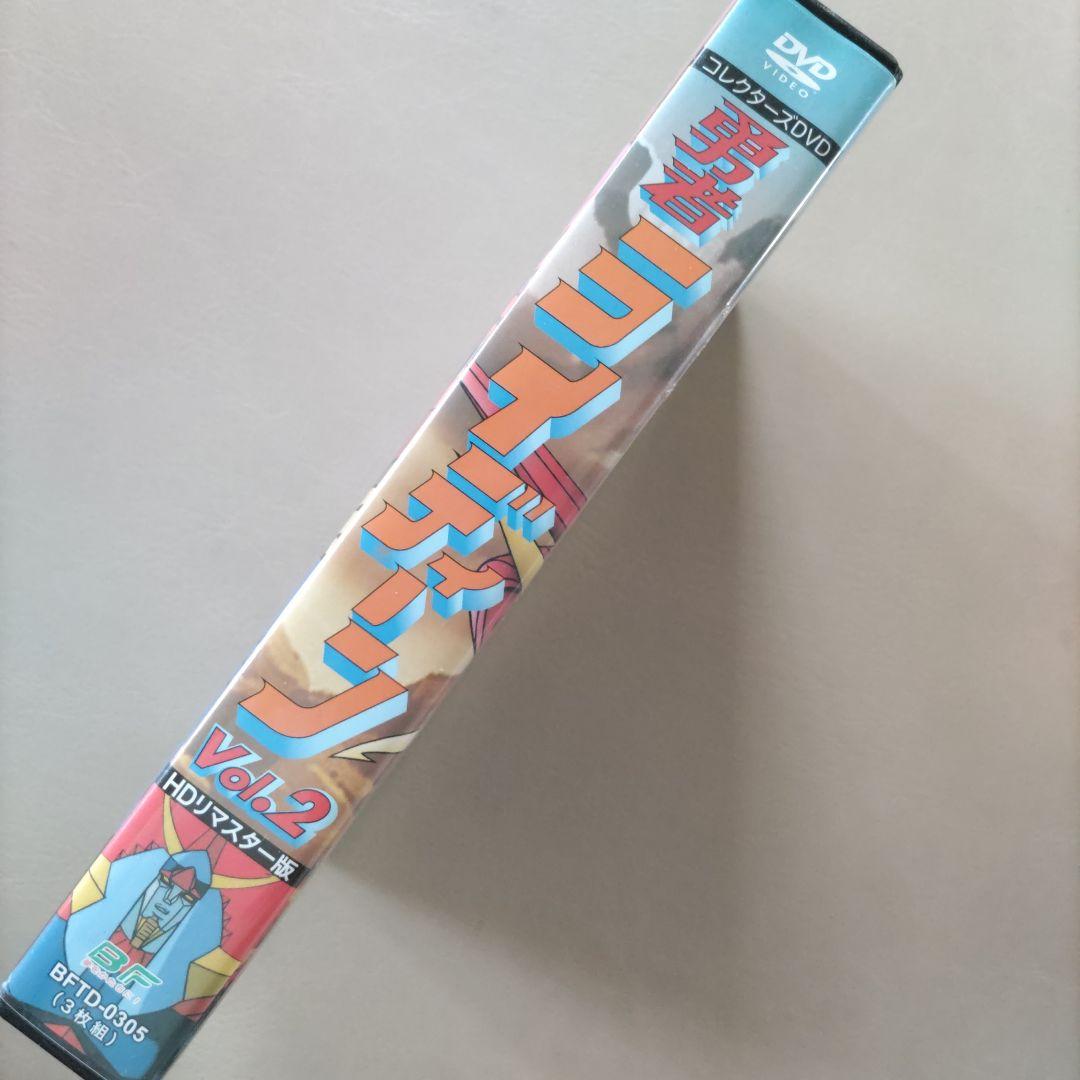 DVD
VIDEO
コレクターズDVD
勇者
ライディーン
Vol.2
HDリマスター版
BF
BFTD-0305
(3枚組)